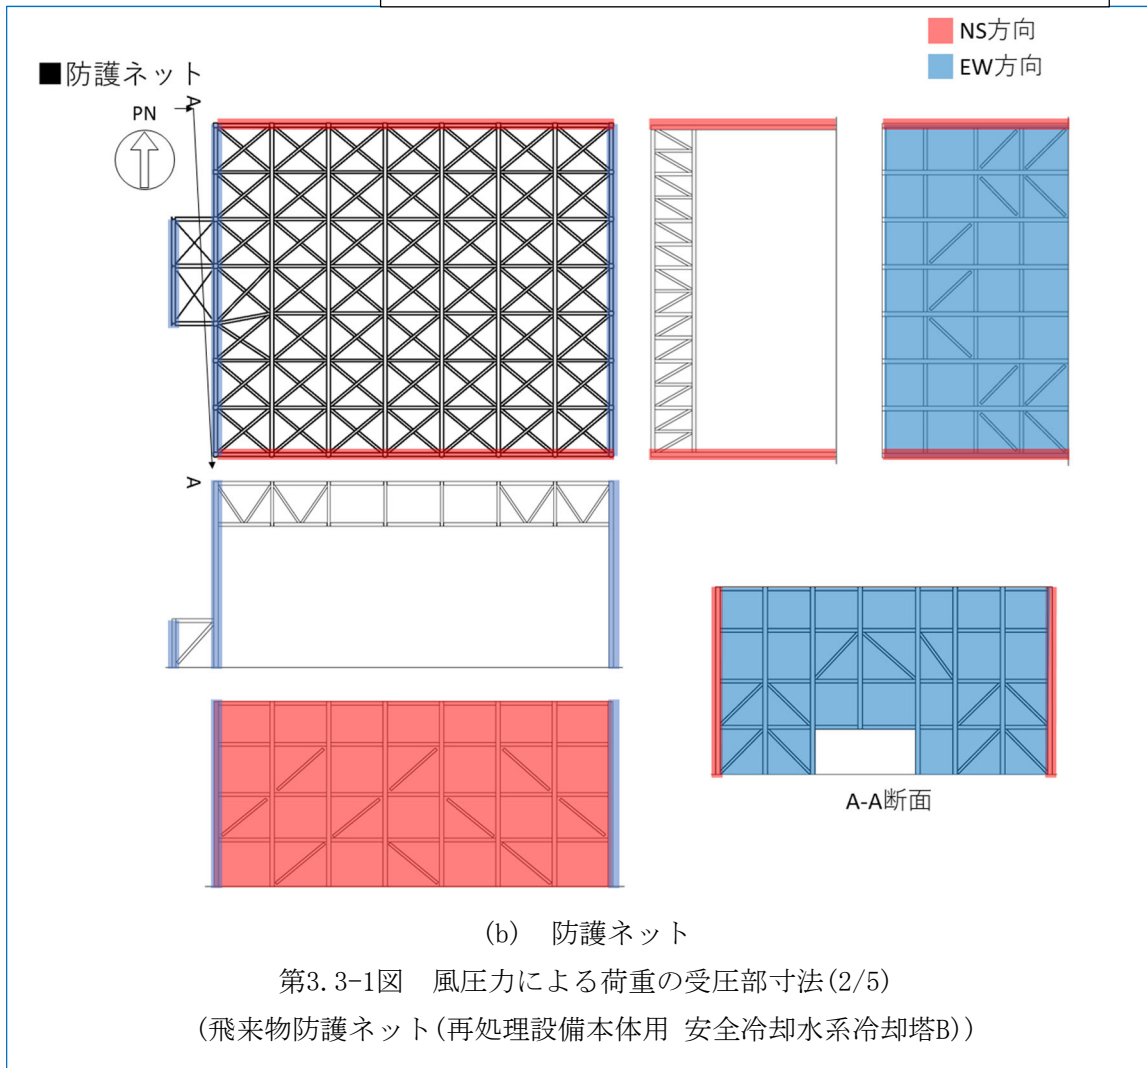 NS方向
EW方向
■防護ネット
A
PN
A
A-A断面
(b) 防護ネット
第3.3-1図 風圧力による荷重の受圧部寸法(2/5)
(飛来物防護ネット(再処理設備本体用 安全冷却水系冷却塔B))